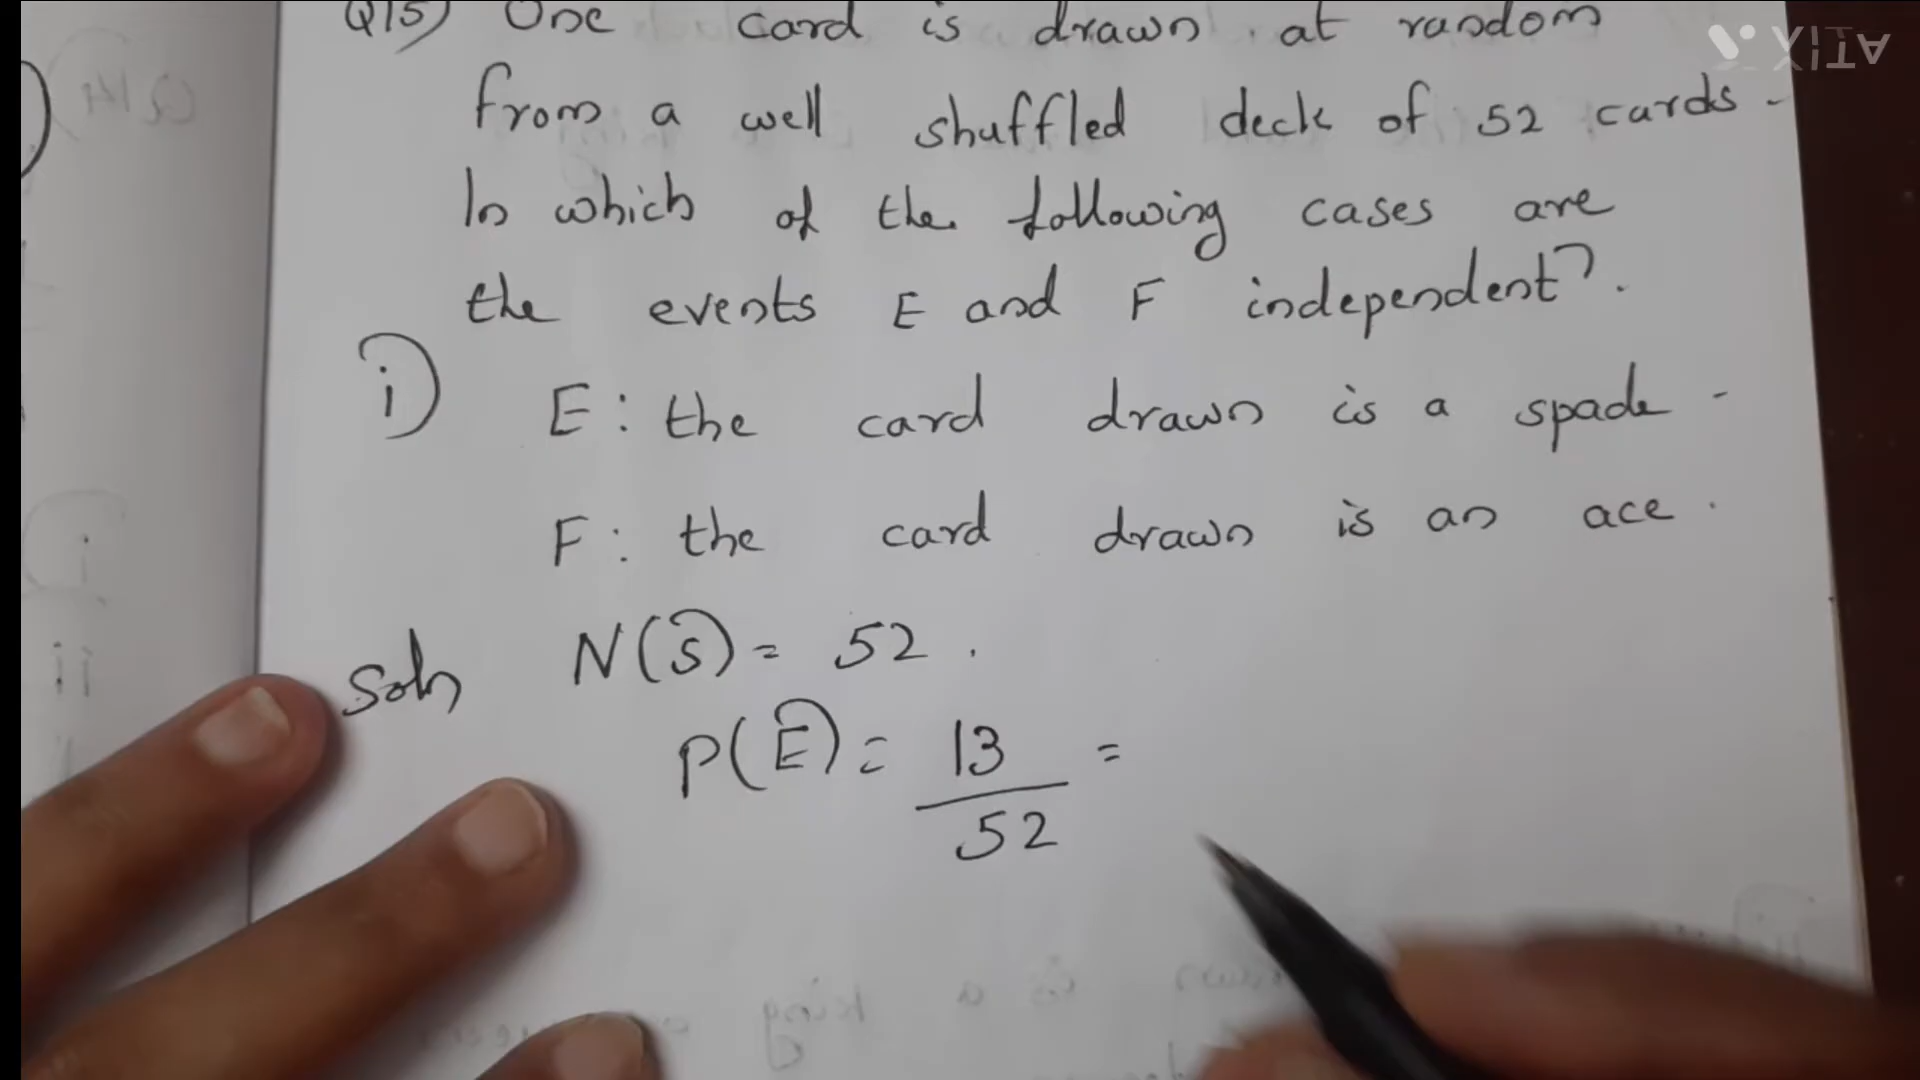 Q15) One card is drawn at random
from a well shuffled deck of 52 cards.
In which of the following cases are
the events E and F independent?.
i) E: the card drawn is a spade.
F: the card drawn is an ace.
Soln N(S) = 52.
P(E) = 13 =
52